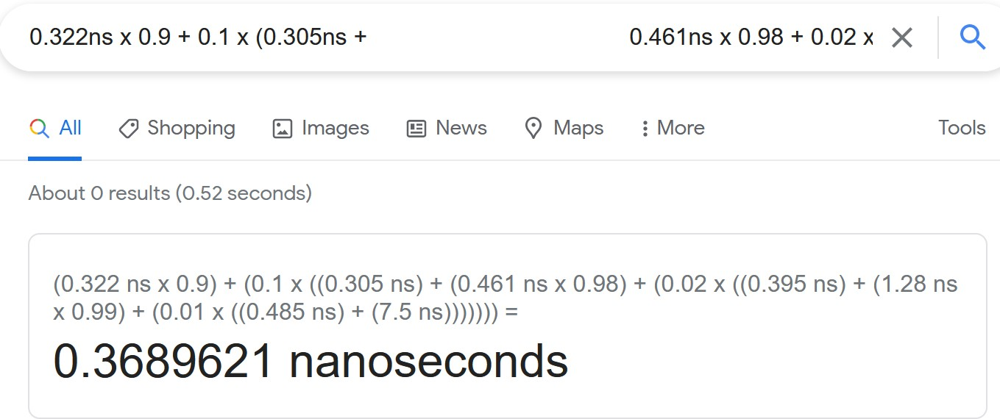 0.322ns x 0.9 + 0.1 x (0.305ns + 0.461ns x 0.98 + 0.02 x
All Shopping Images News Maps More Tools
About 0 results (0.52 seconds)
(0.322 ns x 0.9) + (0.1 x ((0.305 ns) + (0.461 ns x 0.98) + (0.02 x ((0.395 ns) + (1.28 ns
x 0.99) + (0.01 x ((0.485 ns) + (7.5 ns))))))) =
0.3689621 nanoseconds